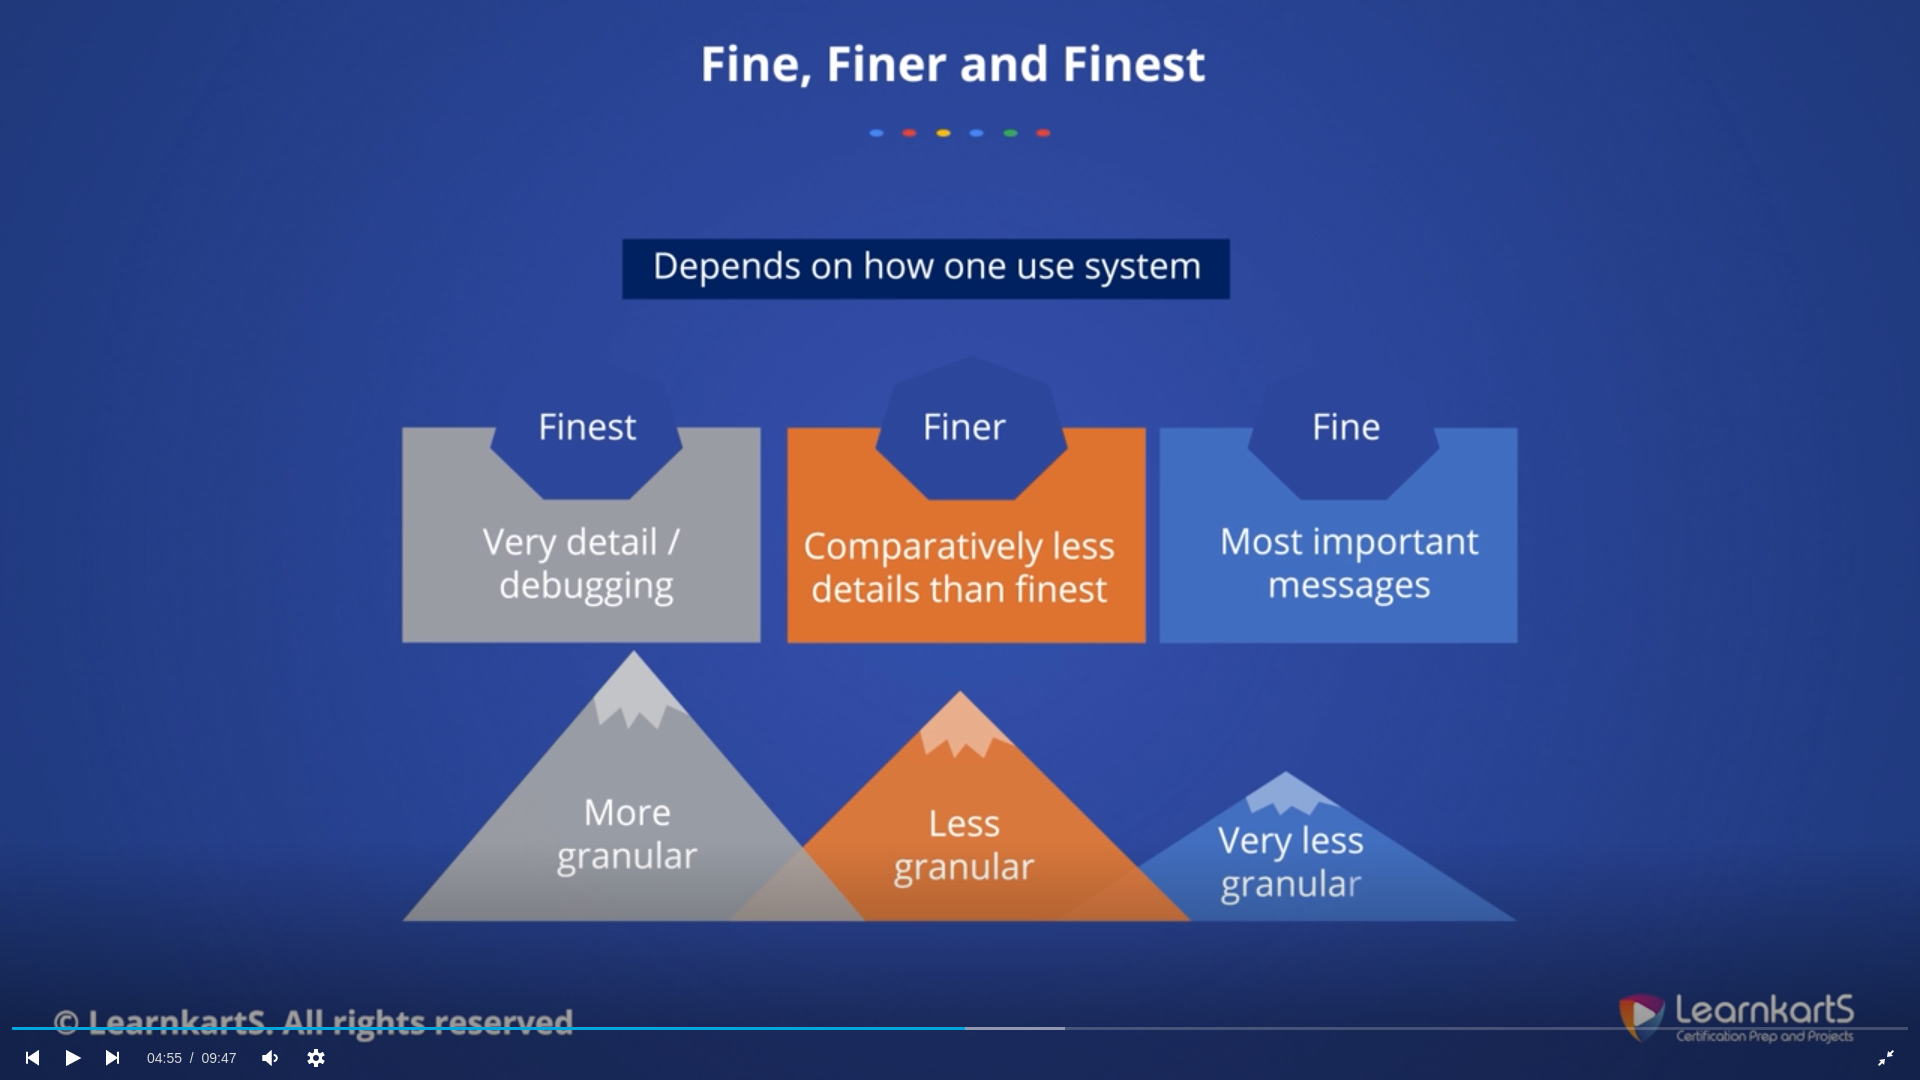 Fine, Finer and Finest
Depends on how one use system
Finest
Finer
Fine
Very detail /
debugging
Comparatively less
details than finest
Most important
messages
More
granular
Less
granular
Very less
granular
© LearnkartS. All rights reserved
LearnkartS
Certification Prep and Projects
04:55 / 09:47